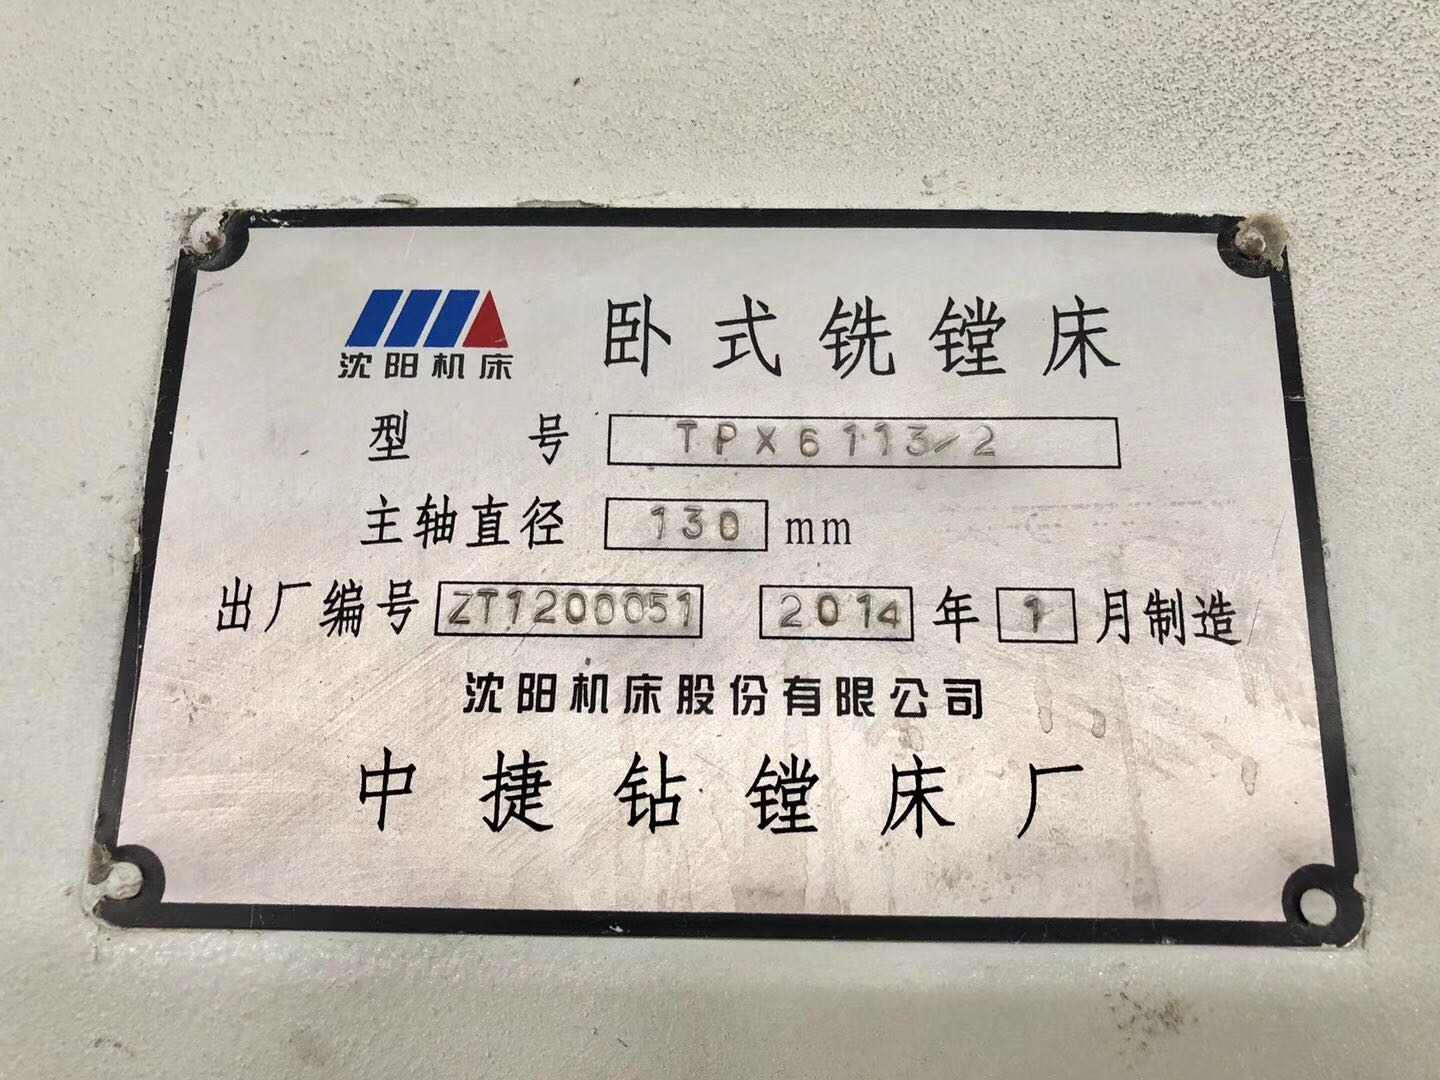 沈阳机床
卧式铣镗床
型 号 TPX6113/2
主轴直径 130 mm
出厂编号 ZT1200051 2014 年 1 月制造
沈阳机床股份有限公司
中捷钻镗床厂